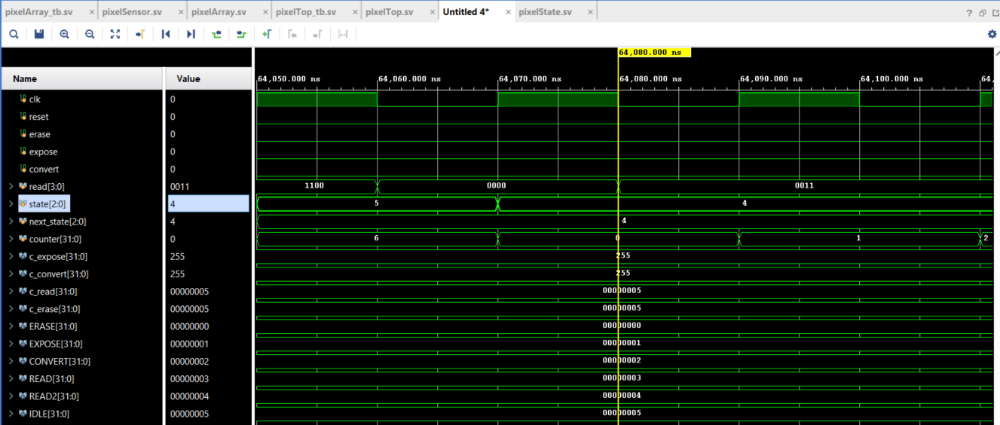 pixelArray_tb.sv × pixelSensor.sv × pixelArray.sv × pixelTop_tb.sv × pixelTop.sv × Untitled 4* × pixelState.sv ×
64,080.000 ns
Name Value 64,050.000 ns 64,060.000 ns 64,070.000 ns 64,080.000 ns 64,090.000 ns 64,100.000 ns 64,
clk 0
reset 0
erase 0
expose 0
convert 0
read[3:0] 0011 1100 0000 0011
state[2:0] 4 5 4
next_state[2:0] 4 4
counter[31:0] 0 6 0 1 2
c_expose[31:0] 255 255
c_convert[31:0] 255 255
c_read[31:0] 00000005 00000005
c_erase[31:0] 00000005 00000005
ERASE[31:0] 00000000 00000000
EXPOSE[31:0] 00000001 00000001
CONVERT[31:0] 00000002 00000002
READ[31:0] 00000003 00000003
READ2[31:0] 00000004 00000004
IDLE[31:0] 00000005 00000005